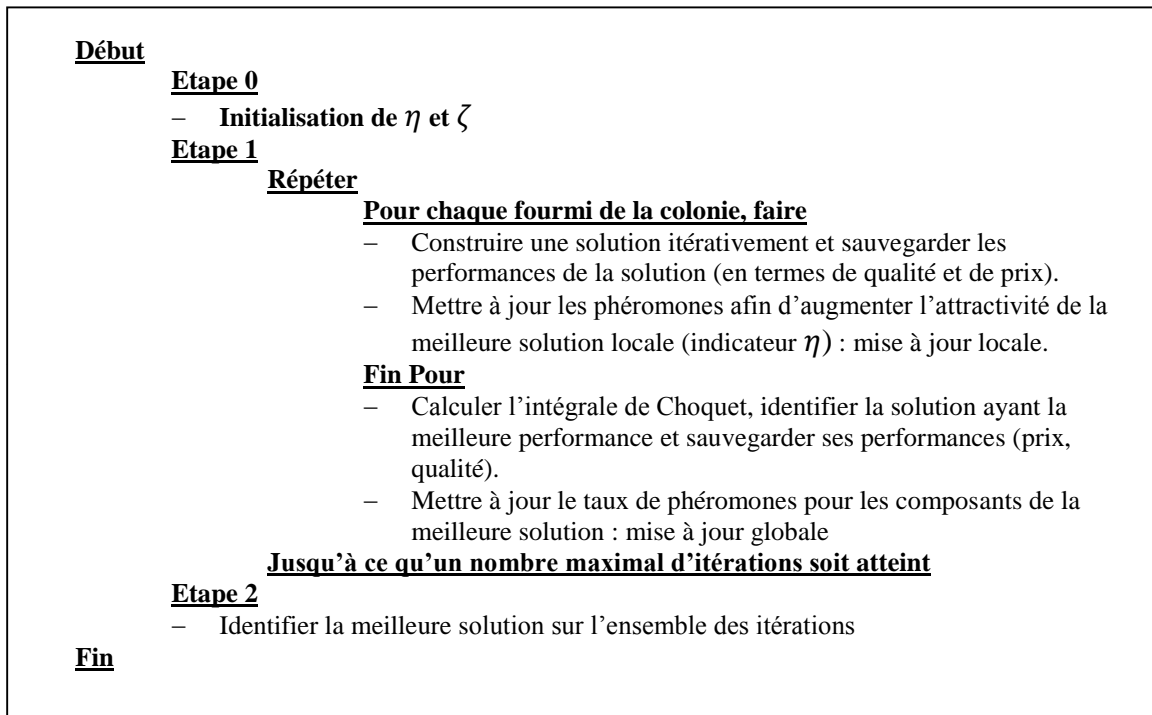 Début
Etape 0
– Initialisation de η et ζ
Etape 1
Répéter
Pour chaque fourmi de la colonie, faire
– Construire une solution itérativement et sauvegarder les
performances de la solution (en termes de qualité et de prix).
– Mettre à jour les phéromones afin d’augmenter l’attractivité de la
meilleure solution locale (indicateur η) : mise à jour locale.
Fin Pour
– Calculer l’intégrale de Choquet, identifier la solution ayant la
meilleure performance et sauvegarder ses performances (prix,
qualité).
– Mettre à jour le taux de phéromones pour les composants de la
meilleure solution : mise à jour globale
Jusqu’à ce qu’un nombre maximal d’itérations soit atteint
Etape 2
– Identifier la meilleure solution sur l’ensemble des itérations
Fin